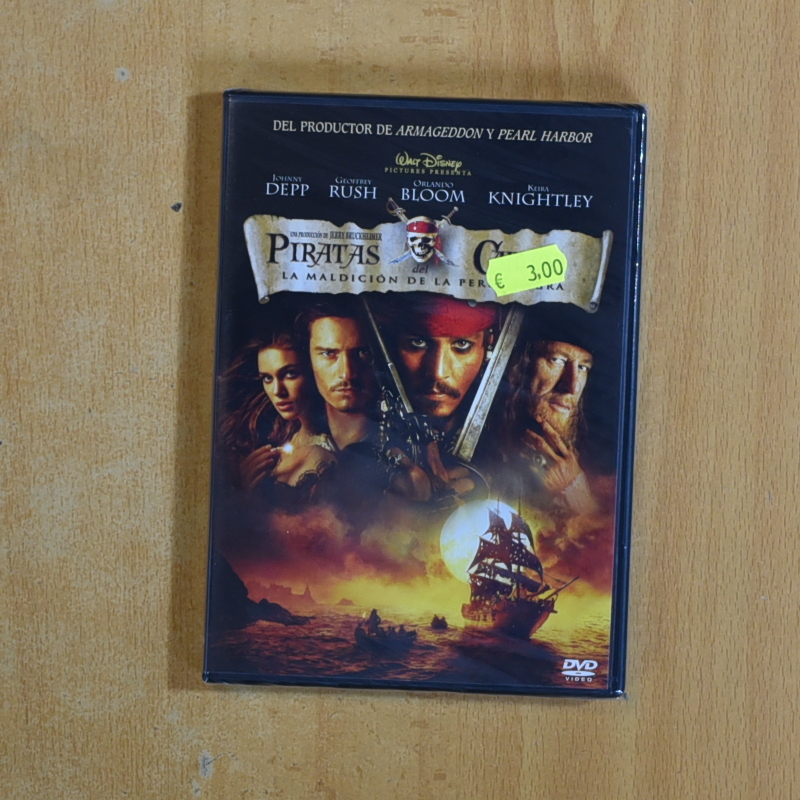 DEL PRODUCTOR DE ARMAGEDDON Y PEARL HARBOR
WALT DISNEY
PICTURES PRESENTA
JOHNNY DEPP GEOFFREY RUSH ORLANDO BLOOM KEIRA KNIGHTLEY
UNA PRODUCCIÓN DE JERRY BRUCKHEIMER
PIRATAS del
LA MALDICIÓN DE LA
€ 3,00
DVD
VIDEO